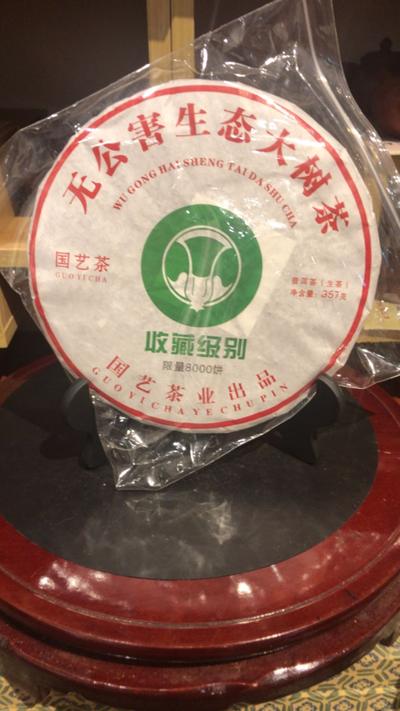 无公害生态大树茶
WU GONG HAI SHENG TAI DA SHU CHA
国艺茶
GUO YI CHA
普洱茶（生茶）
净含量：357克
收藏级别
限量8000饼
国艺茶业出品
GUO YI CHA YE CHU PIN